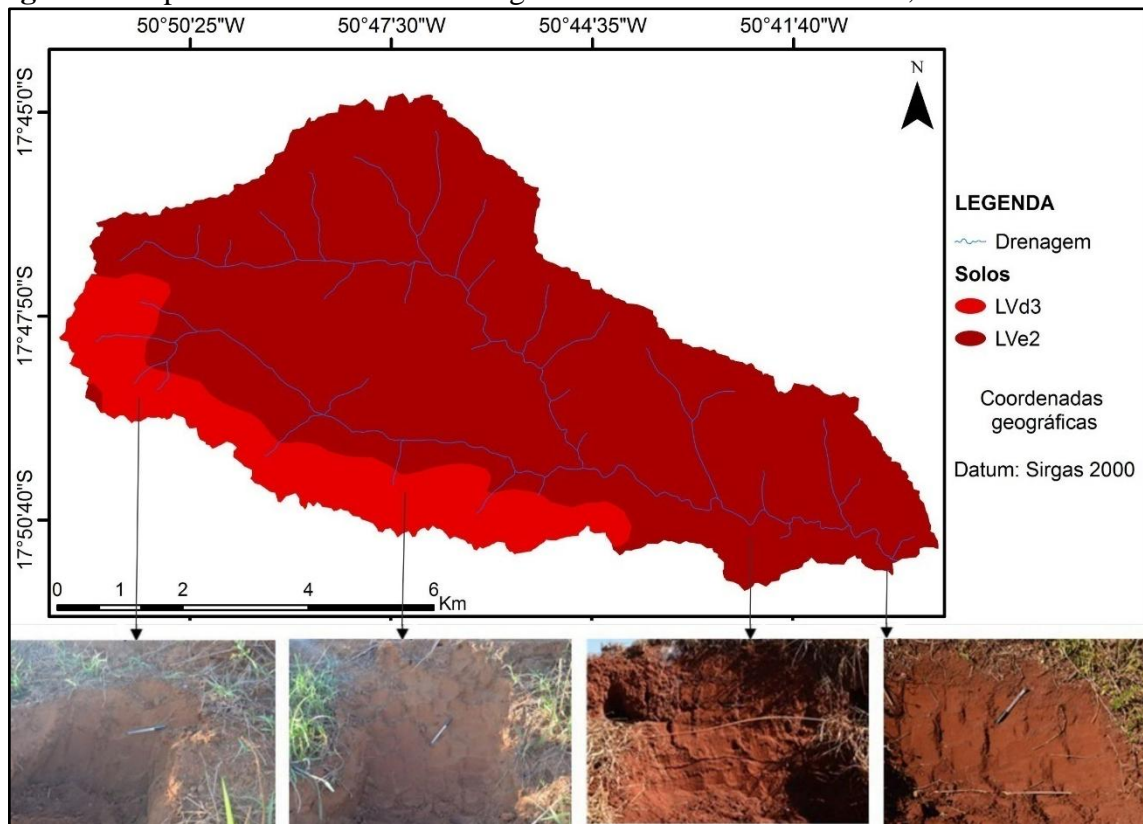 50°50'25"W 50°47'30"W 50°44'35"W 50°41'40"W
17°45'0"S
17°47'50"S
17°50'40"S
N
LEGENDA
Drenagem
Solos
LVd3
LVe2
Coordenadas
geográficas
Datum: Sirgas 2000
0 1 2 4 6
Km